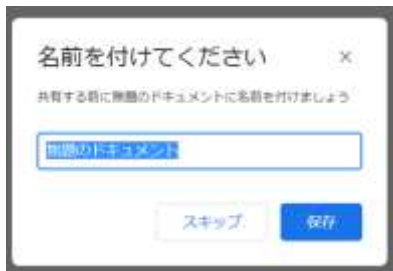 名前を付けてください ×
共有する前に無題のドキュメントに名前を付けましょう
無題のドキュメント
スキップ
保存